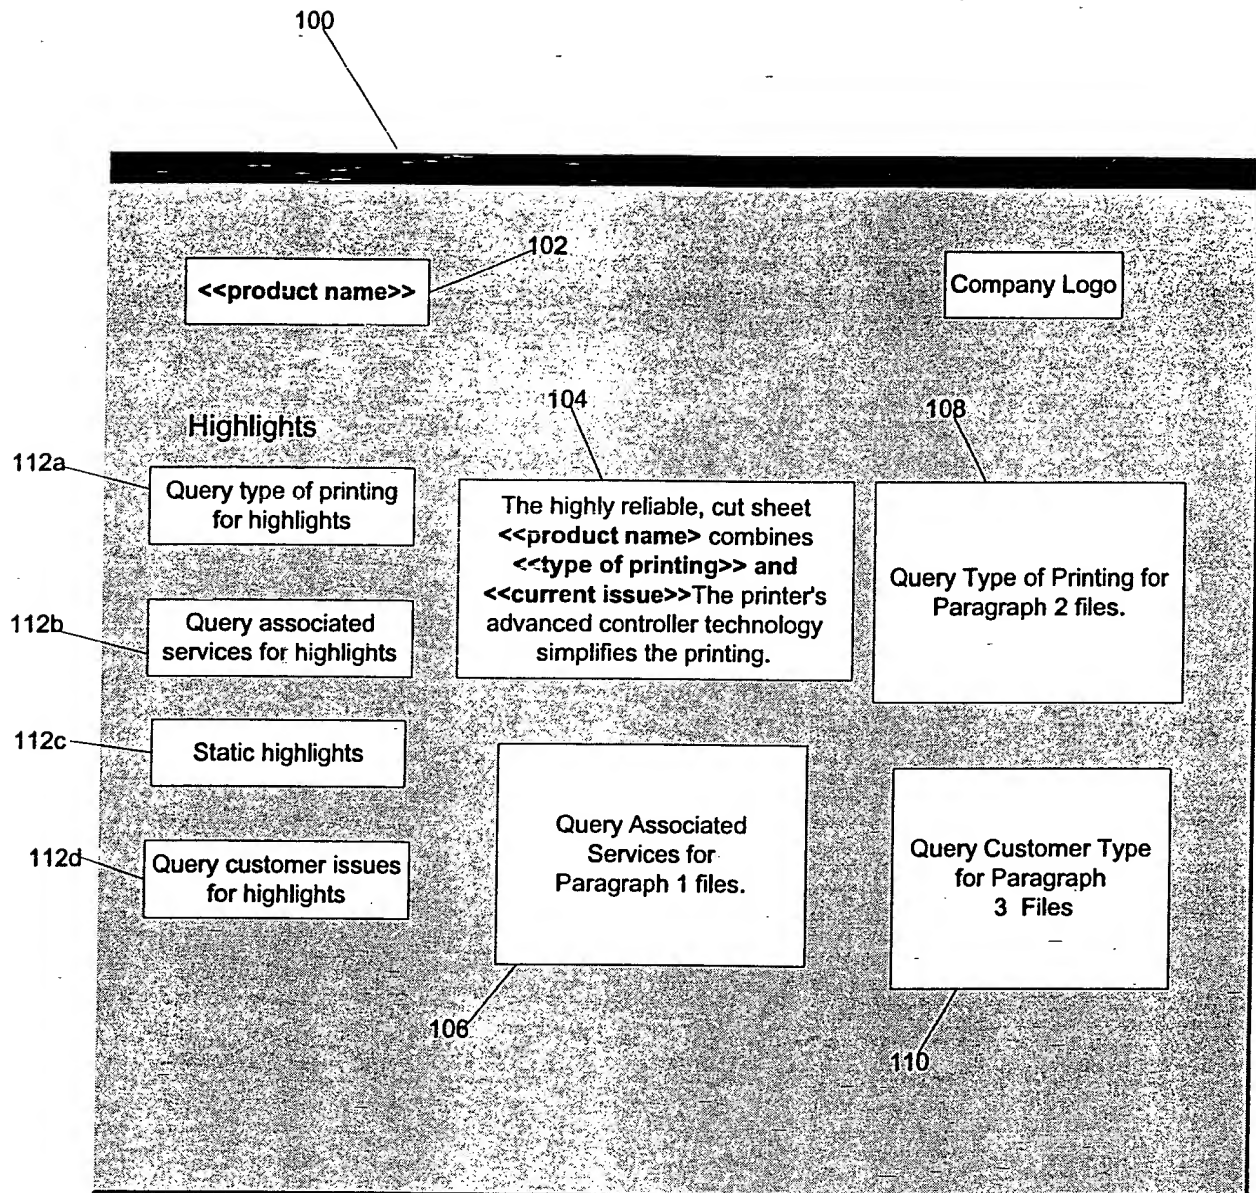 100
102
<<product name>>
Company Logo
104
108
Highlights
112a
Query type of printing
for highlights
The highly reliable, cut sheet
<<product name> combines
<<type of printing>> and
<<current issue>>The printer's
advanced controller technology
simplifies the printing.
Query Type of Printing for
Paragraph 2 files.
112b
Query associated
services for highlights
112c
Static highlights
112d
Query customer issues
for highlights
Query Associated
Services for
Paragraph 1 files.
Query Customer Type
for Paragraph
3 Files
106
110